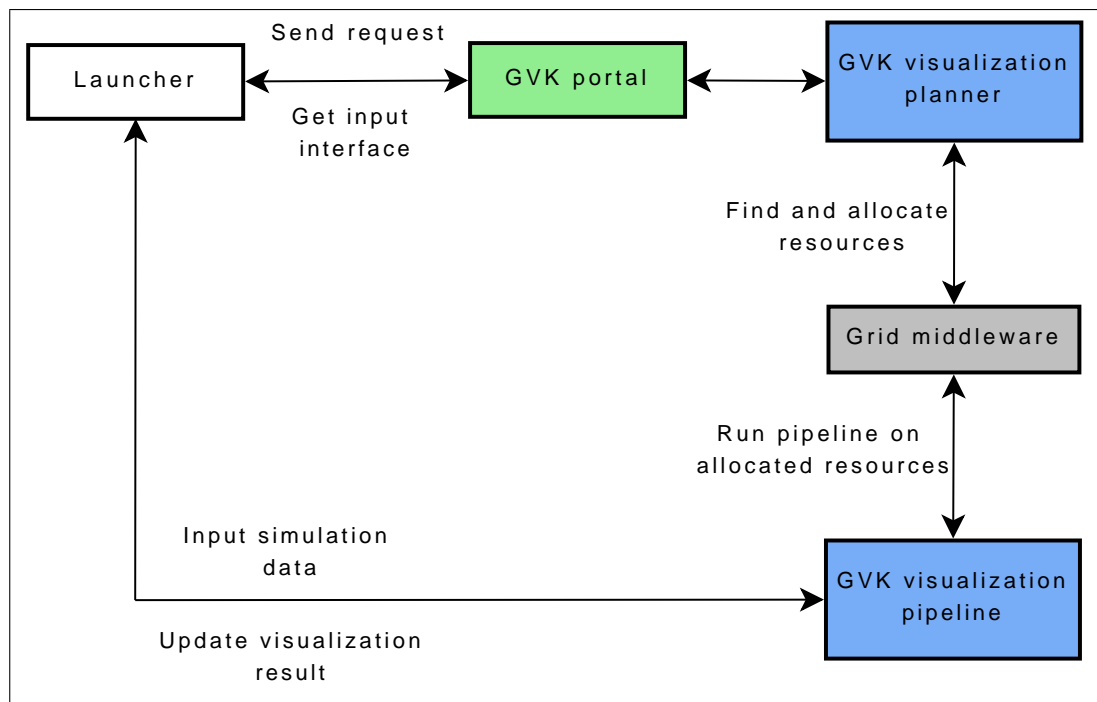 Send request
Launcher
GVK portal
GVK visualization
planner
Get input
interface
Find and allocate
resources
Grid middleware
Run pipeline on
allocated resources
Input simulation
data
GVK visualization
pipeline
Update visualization
result